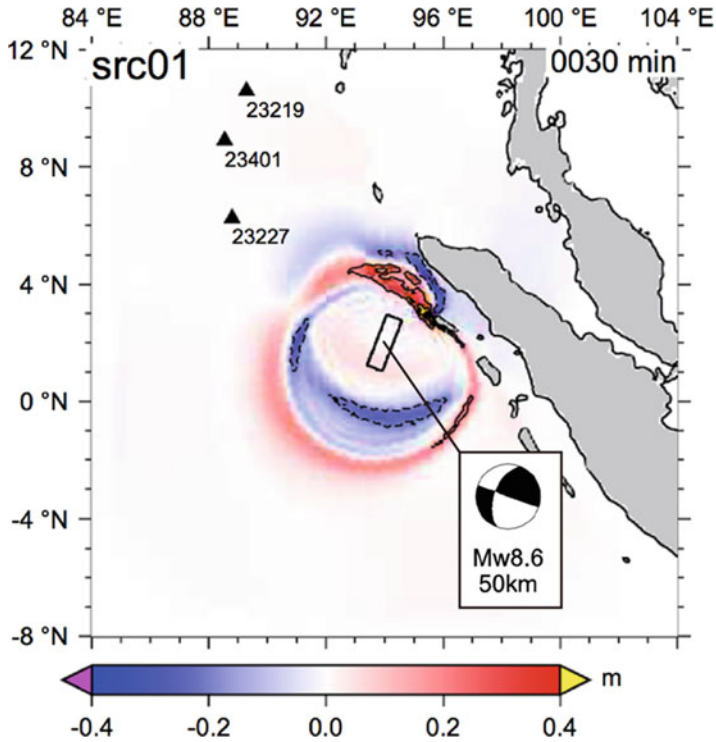 84 °E 88 °E 92 °E 96 °E 100 °E 104 °E
12 °N
src01 0030 min
23219
23401
8 °N
23227
4 °N
0 °N
-4 °N
Mw8.6
50km
-8 °N
m
-0.4 -0.2 0.0 0.2 0.4